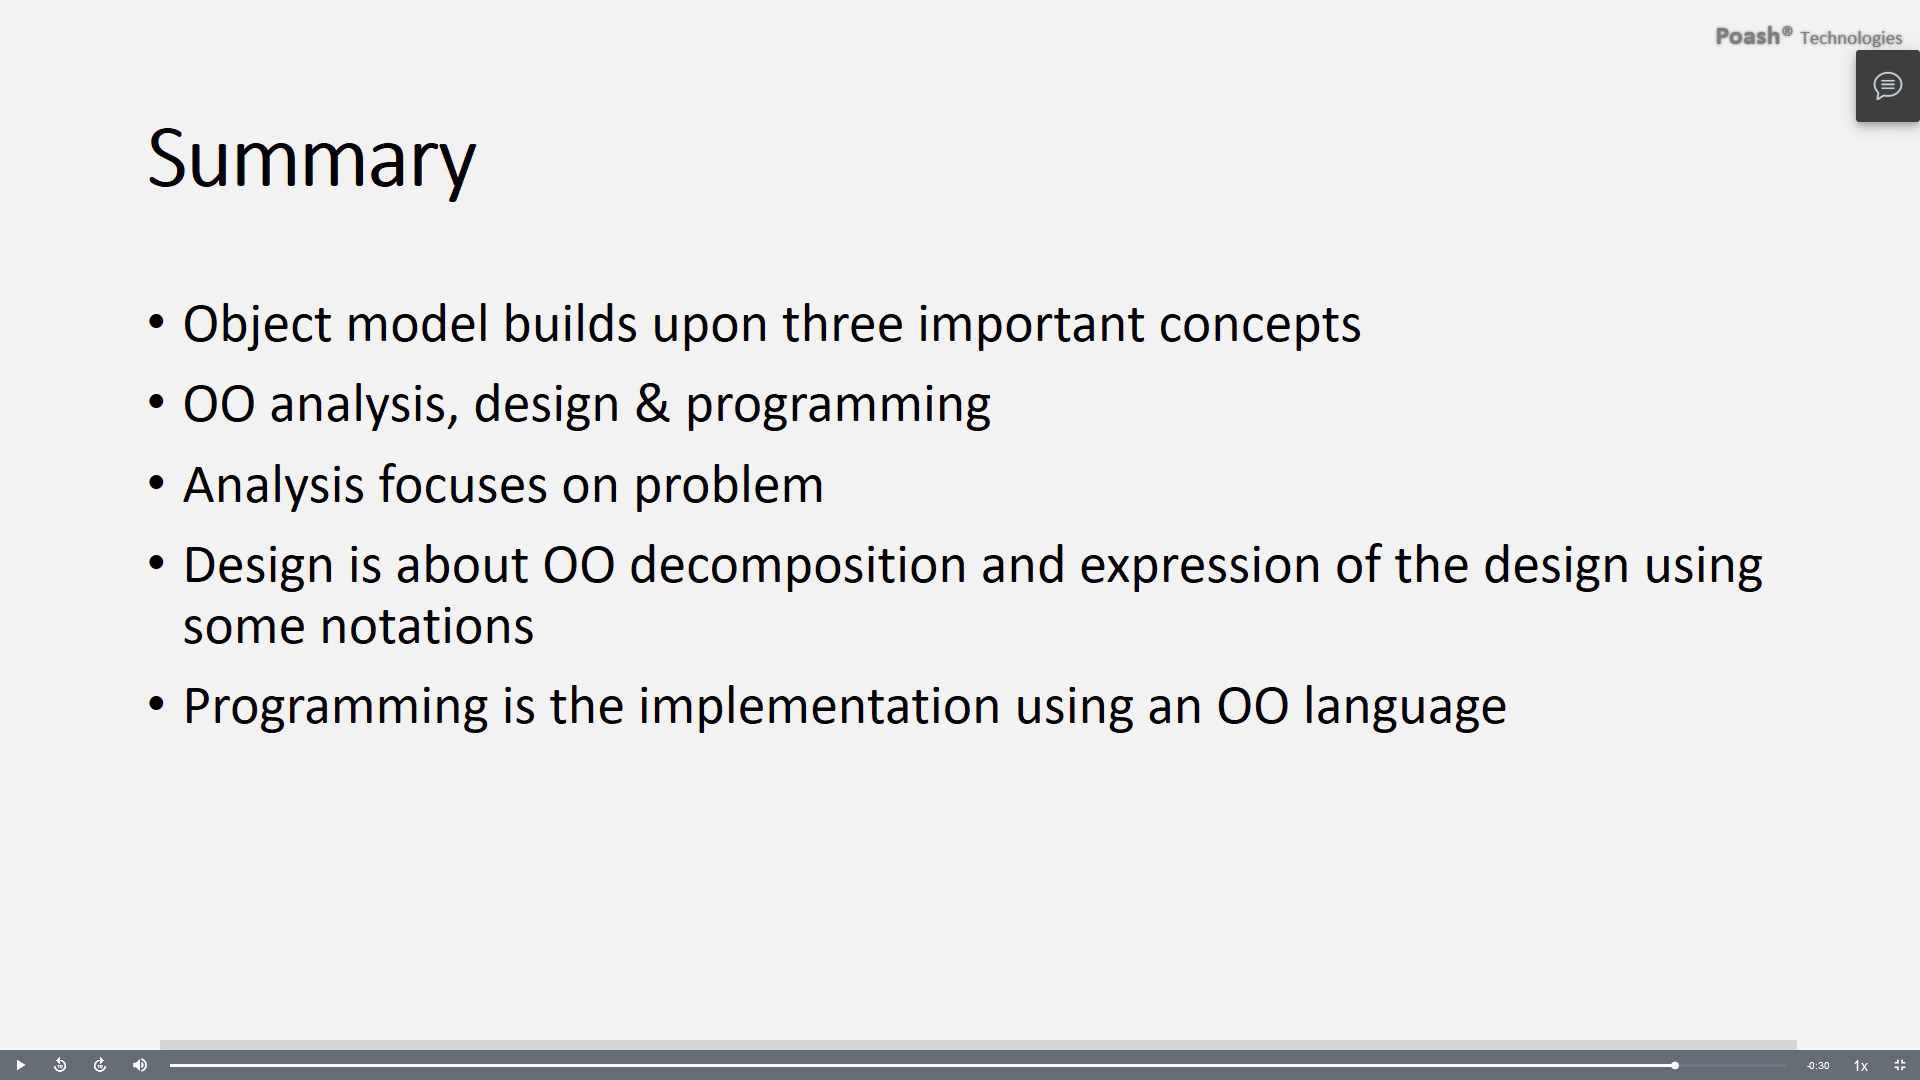 Poash® Technologies
Summary
• Object model builds upon three important concepts
• OO analysis, design & programming
• Analysis focuses on problem
• Design is about OO decomposition and expression of the design using
some notations
• Programming is the implementation using an OO language
-0:30 1x